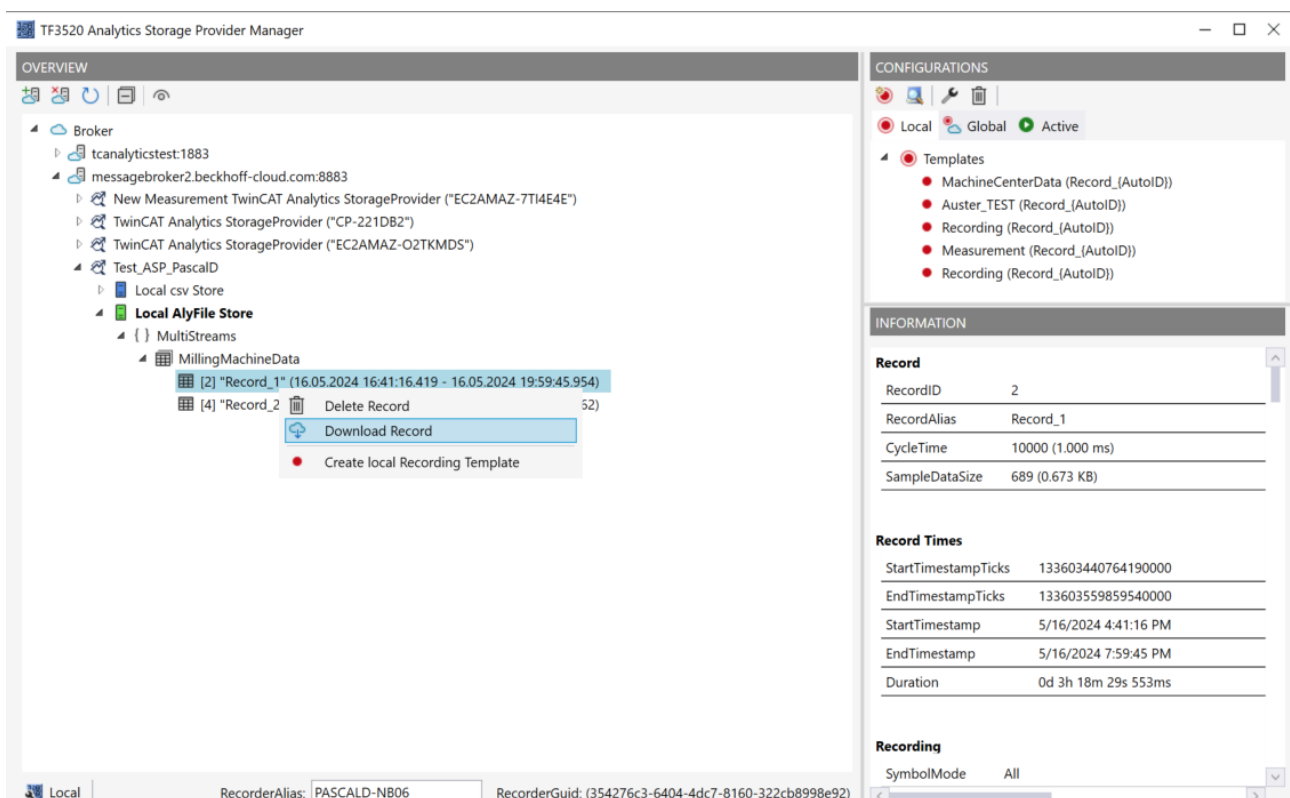 TF3520 Analytics Storage Provider Manager
OVERVIEW
Broker
tcanalyticstest:1883
messagebroker2.beckhoff-cloud.com:8883
New Measurement TwinCAT Analytics StorageProvider ("EC2AMAZ-7TI4E4E")
TwinCAT Analytics StorageProvider ("CP-221DB2")
TwinCAT Analytics StorageProvider ("EC2AMAZ-O2TKMDS")
Test_ASP_PascalD
Local csv Store
Local AlyFile Store
{ } MultiStreams
MillingMachineData
[2] "Record_1" (16.05.2024 16:41:16.419 - 16.05.2024 19:59:45.954)
[4] "Record_2 52)
Delete Record
Download Record
Create local Recording Template
Local RecorderAlias: PASCALD-NB06 RecorderGuid: (354276c3-6404-4dc7-8160-322cb8998e92)
CONFIGURATIONS
Local Global Active
Templates
MachineCenterData (Record_{AutoID})
Auster_TEST (Record_{AutoID})
Recording (Record_{AutoID})
Measurement (Record_{AutoID})
Recording (Record_{AutoID})
INFORMATION
Record
RecordID 2
RecordAlias Record_1
CycleTime 10000 (1.000 ms)
SampleDataSize 689 (0.673 KB)
Record Times
StartTimestampTicks 133603440764190000
EndTimestampTicks 133603559859540000
StartTimestamp 5/16/2024 4:41:16 PM
EndTimestamp 5/16/2024 7:59:45 PM
Duration 0d 3h 18m 29s 553ms
Recording
SymbolMode All